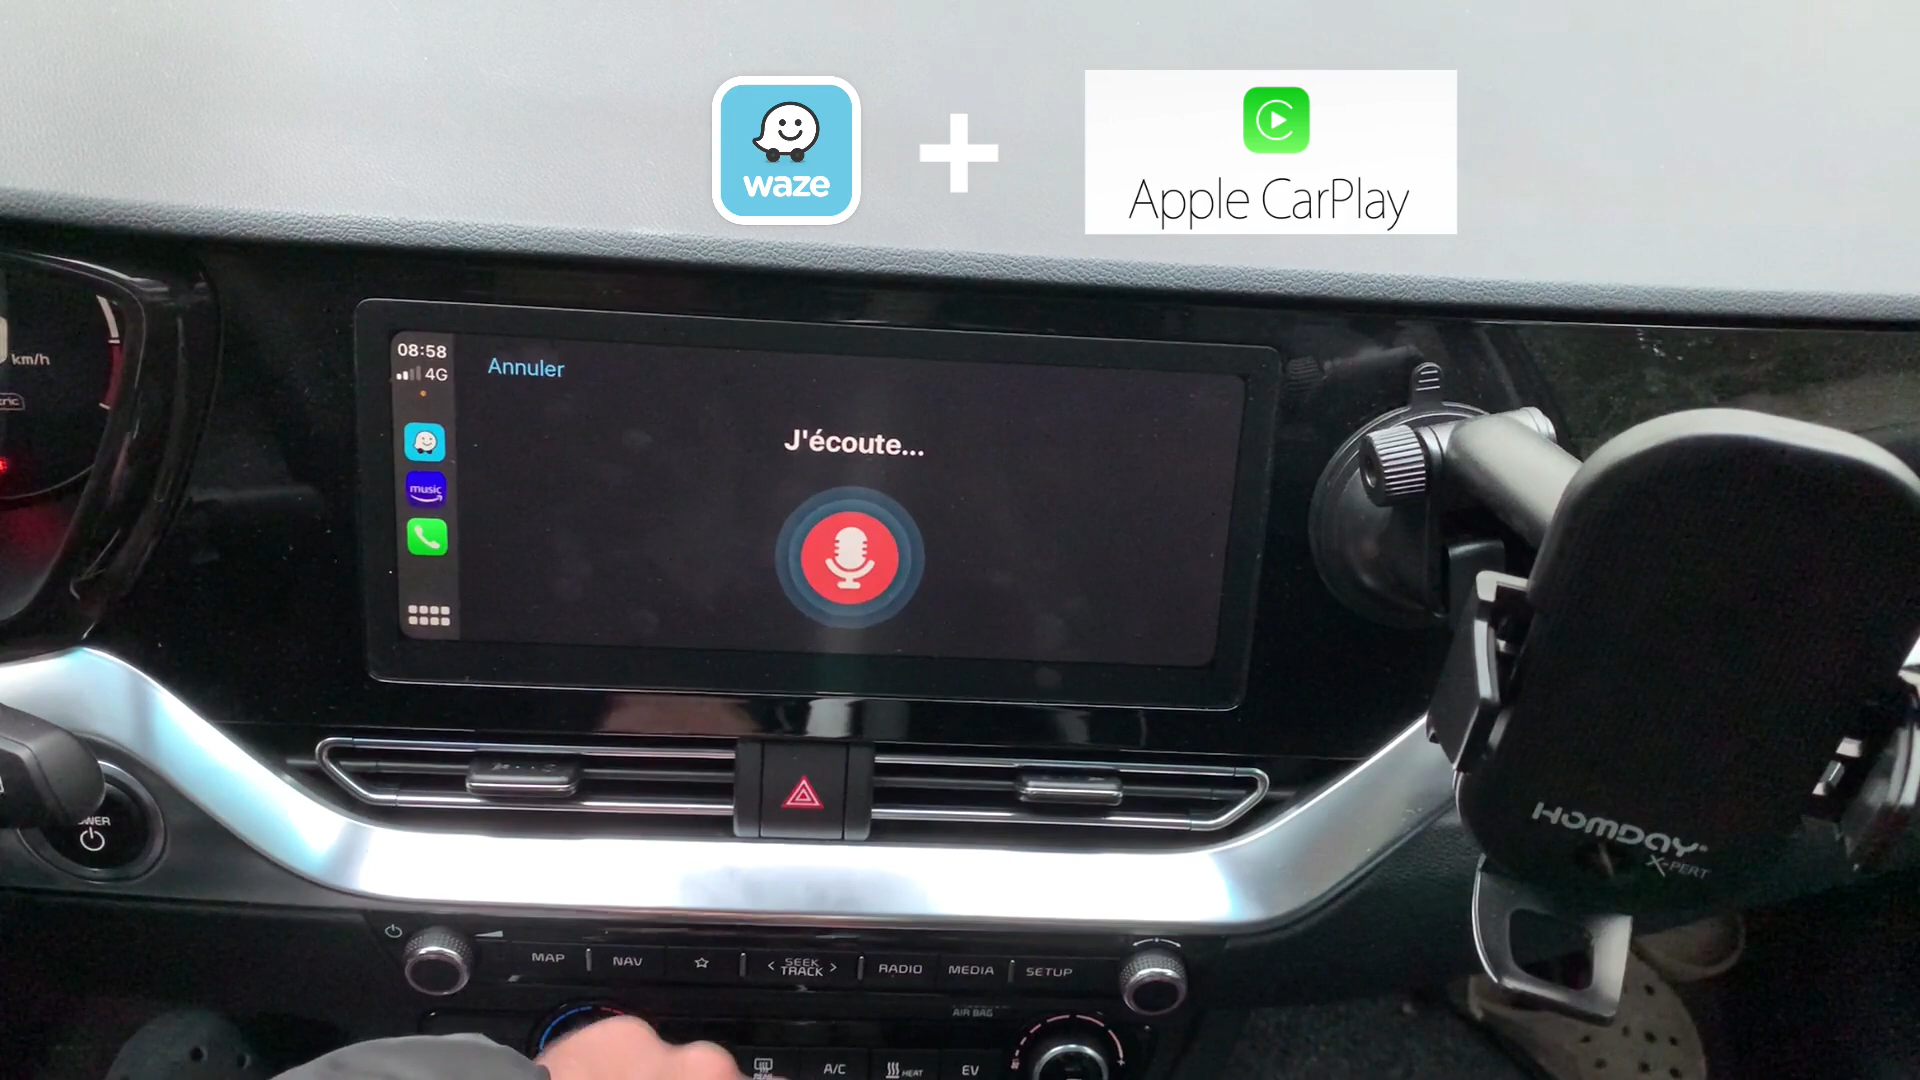 waze
Apple CarPlay
km/h
08:58
4G
Annuler
J'écoute...
music
HOMDAY
X-PERT
MAP
NAV
SEEK
TRACK
RADIO
MEDIA
SETUP
AIR BAG
A/C
HEAT
EV